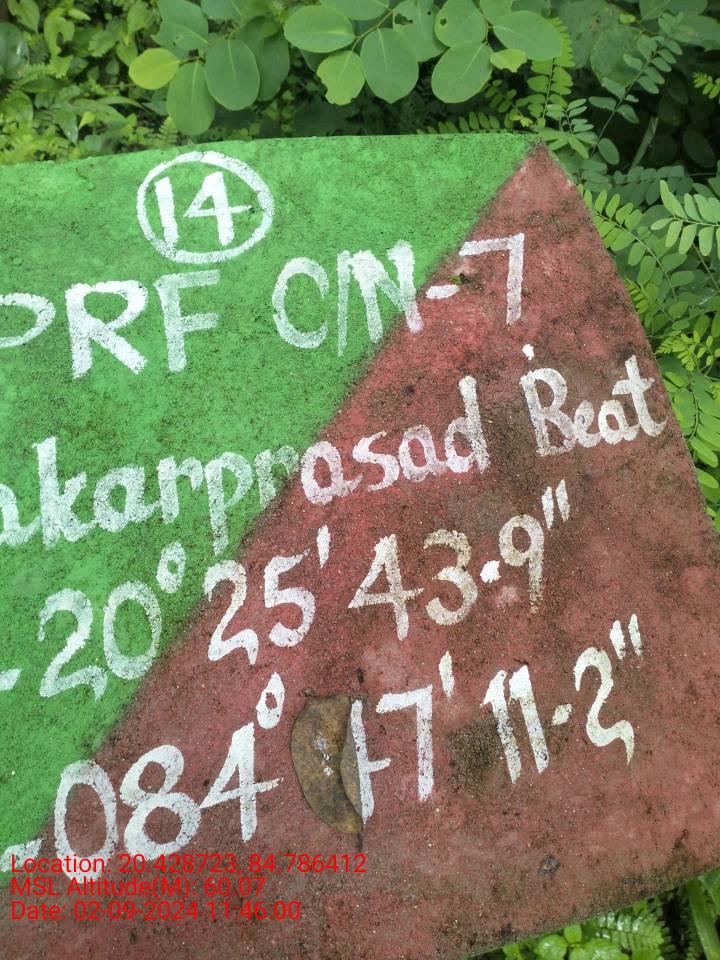 14
PRF C/N-7
akarprasad Beat
-20°25'43.9"
-084°47'11.2"
Location: 20.428723, 84.786412
MSL Altitude(M): 60.07
Date: 02-09-2024 11:46:00